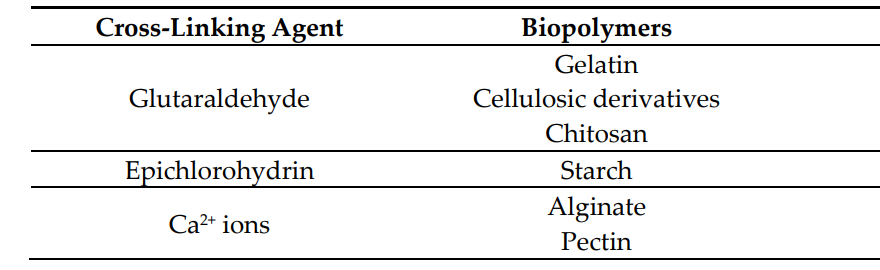 Cross-Linking Agent Biopolymers
Gelatin
Glutaraldehyde Cellulosic derivatives
Chitosan
Epichlorohydrin Starch
Alginate
Ca²⁺ ions
Pectin